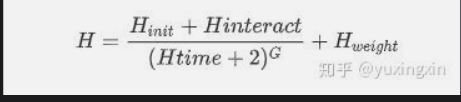 H = \frac{H_{init} + Hinteract}{(Htime + 2)^G} + H_{weight}
知乎 @yuxingxin